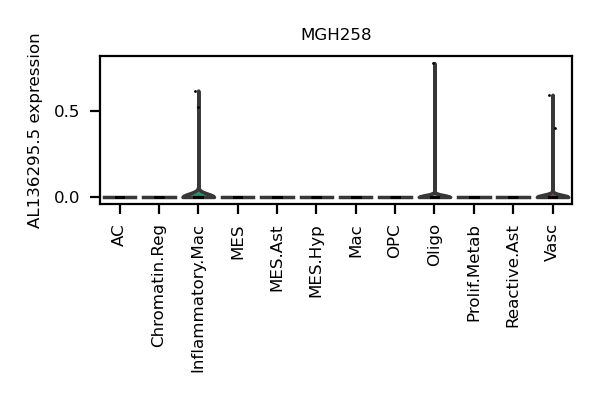 MGH258
AL136295.5 expression
0.5
0.0
AC
Chromatin.Reg
Inflammatory.Mac
MES
MES.Ast
MES.Hyp
Mac
OPC
Oligo
Prolif.Metab
Reactive.Ast
Vasc